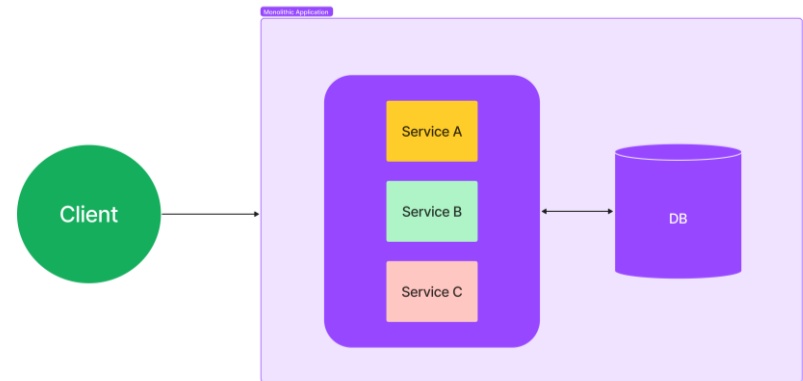 Monolithic Application
Client
Service A
Service B
Service C
DB